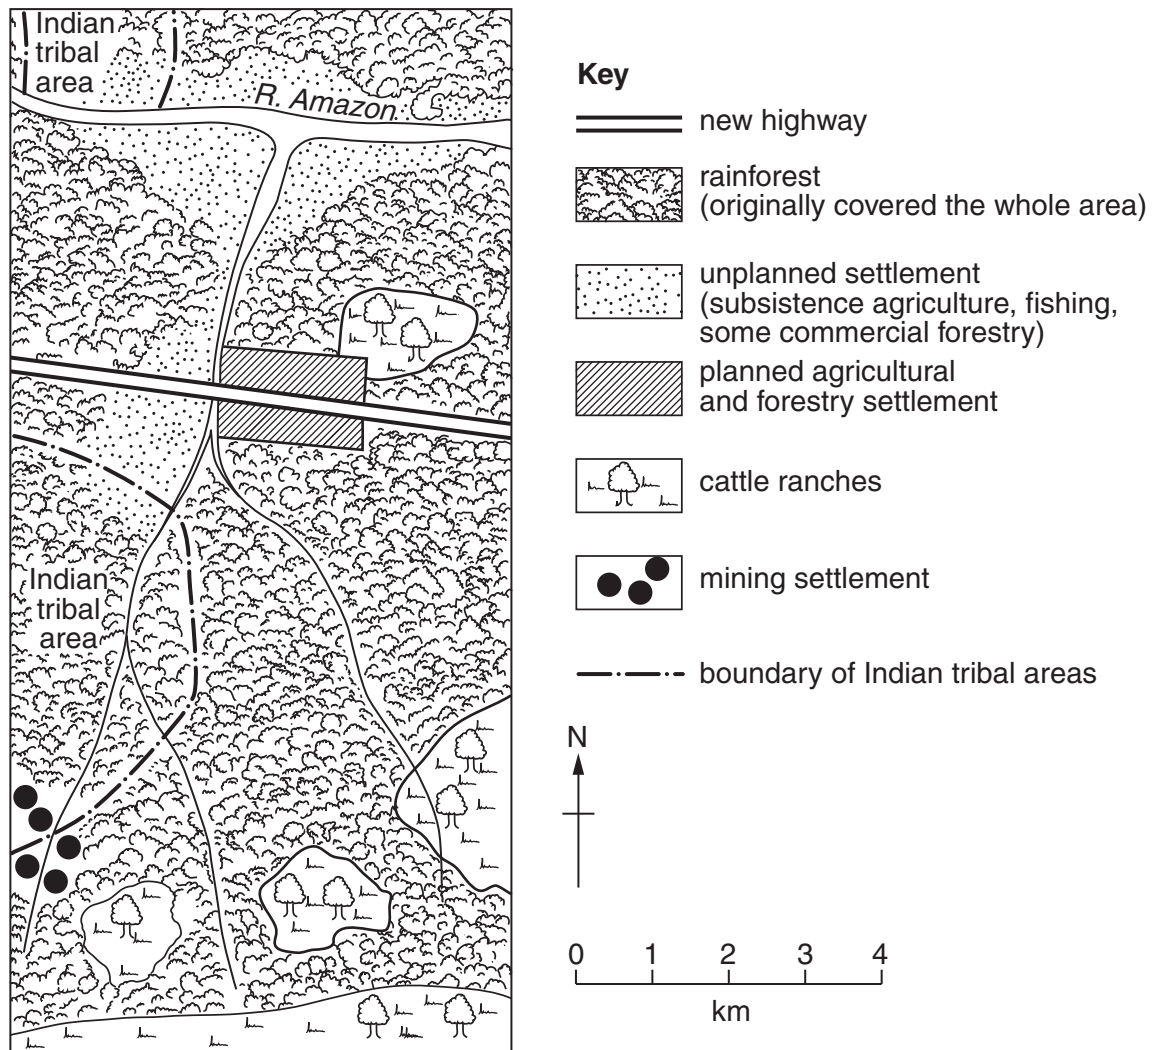 Indian
tribal
area
R. Amazon
Indian
tribal
area
Key
new highway
rainforest
(originally covered the whole area)
unplanned settlement
(subsistence agriculture, fishing,
some commercial forestry)
planned agricultural
and forestry settlement
cattle ranches
mining settlement
boundary of Indian tribal areas
N
0 1 2 3 4
km